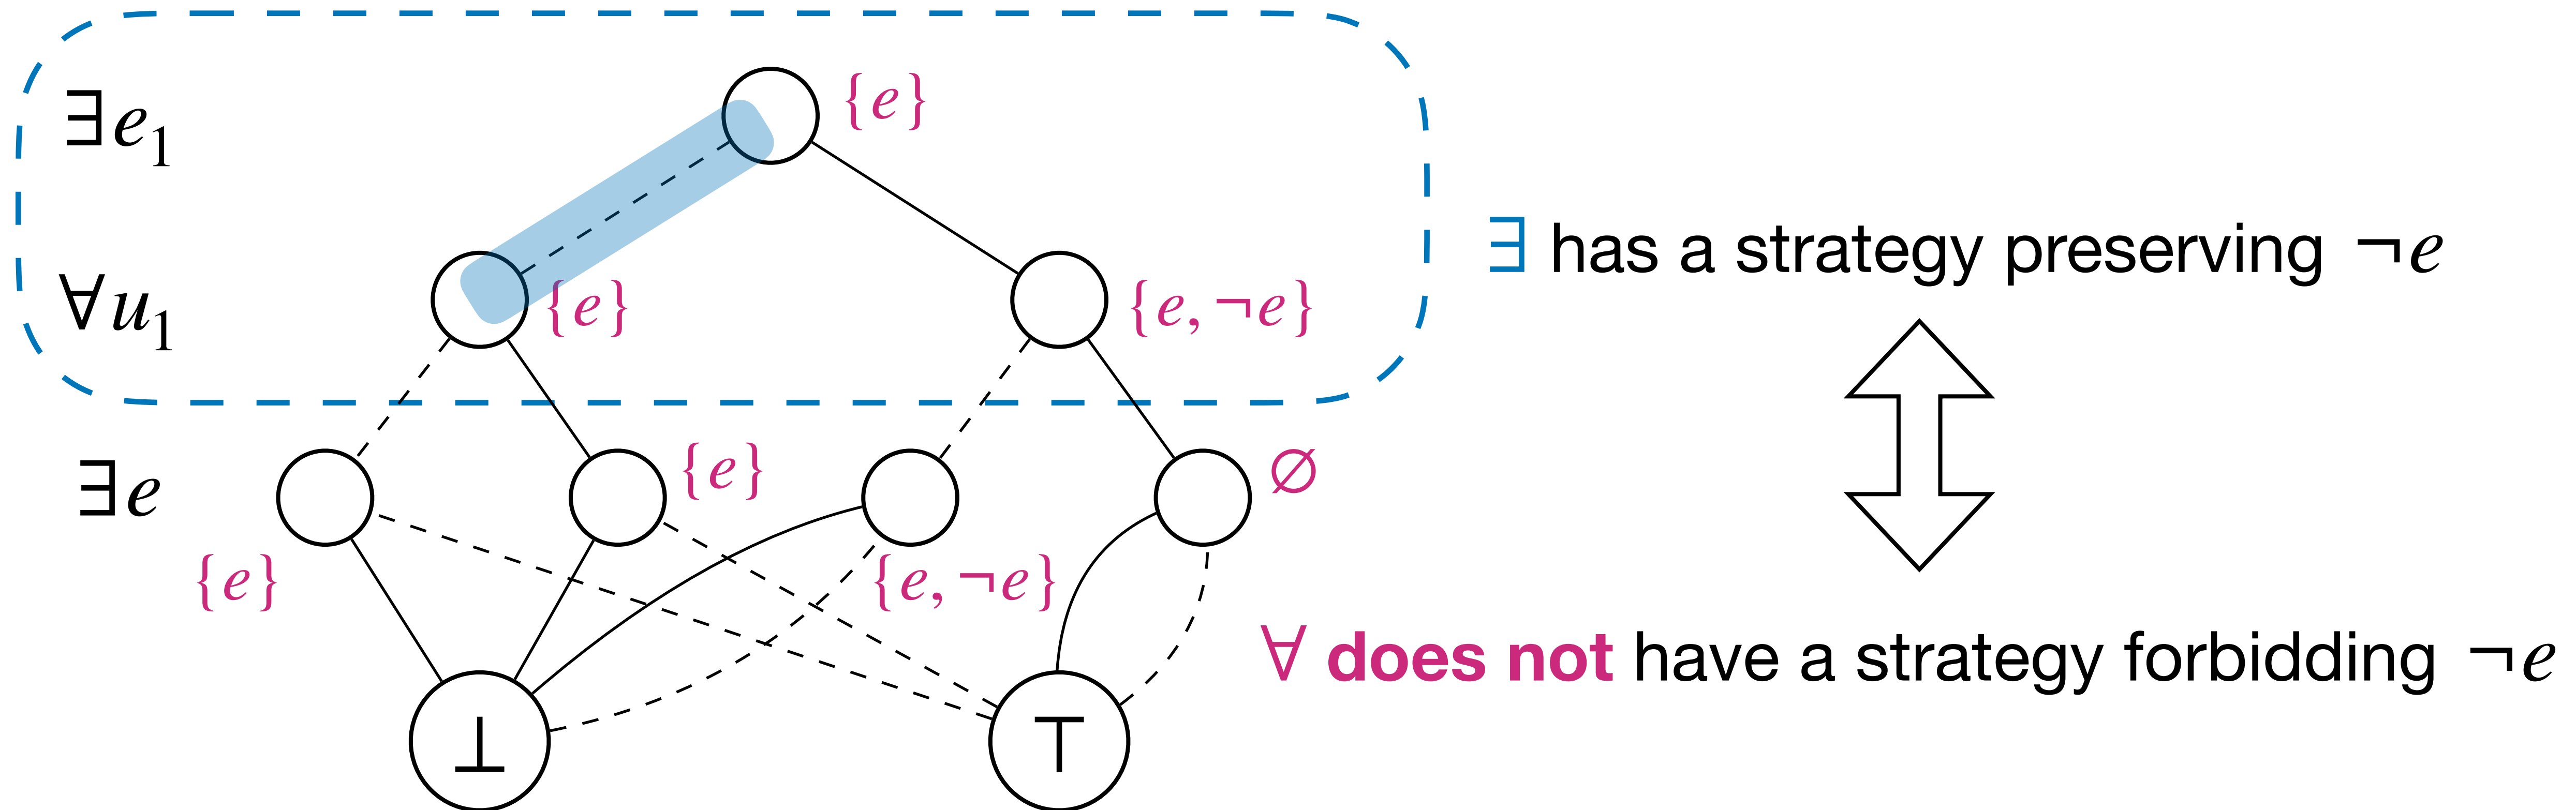 ∃e₁
{e}
∀u₁
{e}
{e, ¬e}
∃ has a strategy preserving ¬e
∃e
{e}
{e}
{e, ¬e}
∅
∀ does not have a strategy forbidding ¬e
⊥
⊤